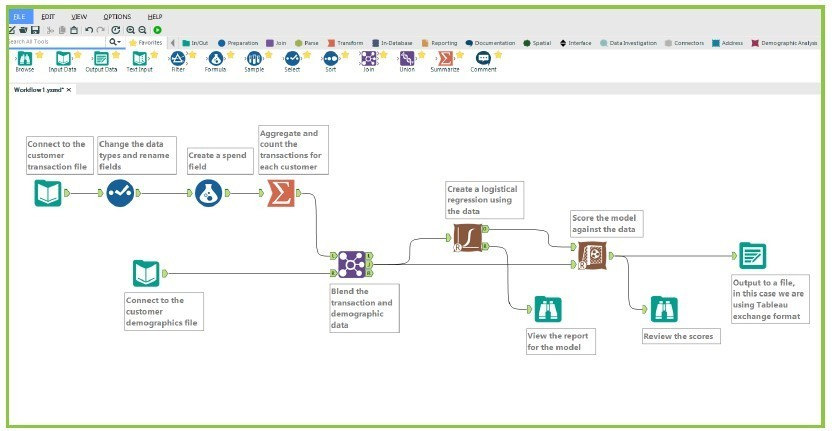 FILE EDIT VIEW OPTIONS HELP
Search All Tools Favorites In/Out Preparation Join Parse Transform In-Database Reporting Documentation Spatial Interface Data Investigation Connectors Address Demographic Analysis
Browse Input Data Output Data Text Input Filter Formula Sample Select Sort Join Union Summarize Comment
Workflow1.yxmd* X
Connect to the
customer
transaction file
Change the data
types and rename
fields
Create a spend
field
Aggregate and
count the
transactions for
each customer
Create a logistical
regression using
the data
Score the model
against the data
Connect to the
customer
demographics file
Blend the
transaction and
demographic
data
View the report
for the model
Review the scores
Output to a file,
in this case we are
using Tableau
exchange format